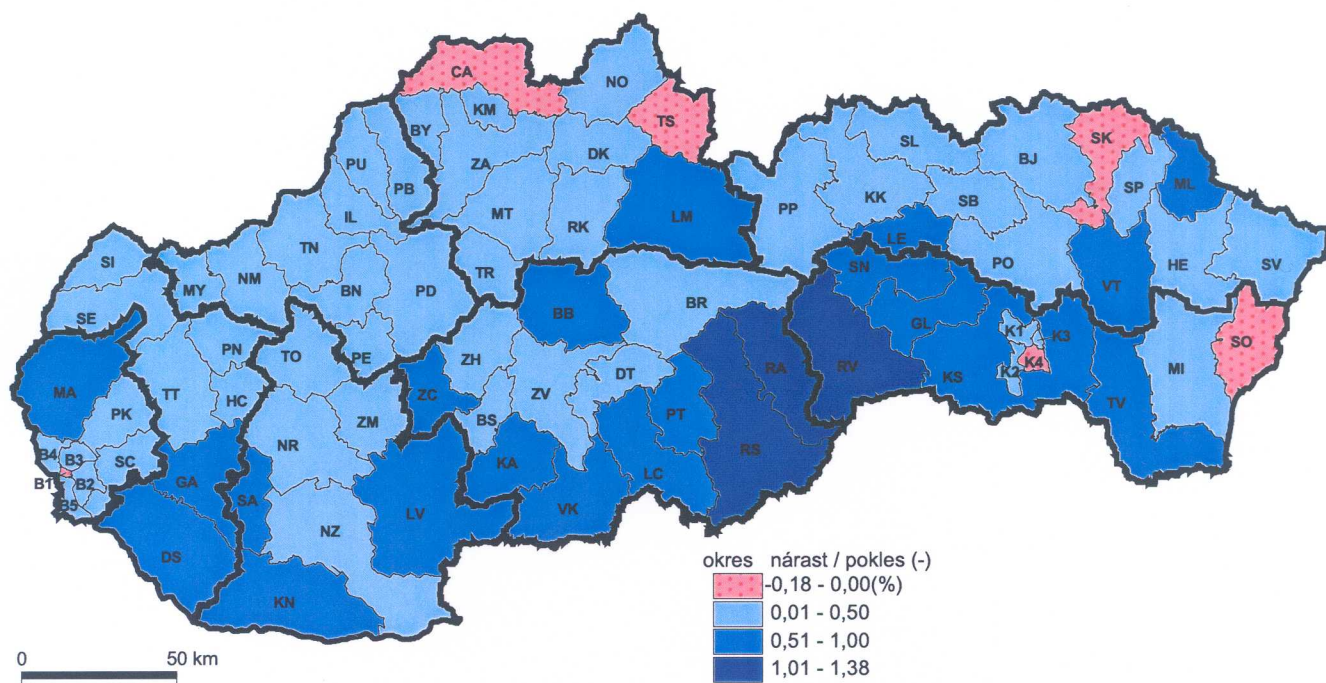 CA
NO
KM
TS
BY
SK
SL
DK
BJ
PU
ZA
ML
PB
SP
KK
PP
SB
IL
MT
RK
LM
LE
TN
PO
HE
SV
SI
SN
TR
MY
NM
BN
PD
VT
BR
SE
BB
GL
K1
K3
PN
TO
PE
ZH
K4
SO
DT
RA
RV
K2
MI
MA
TT
HC
ZC
ZV
KS
PK
ZM
BS
PT
TV
NR
RS
B4
B3
SC
KA
LC
B1
B2
GA
SA
B5
LV
VK
NZ
DS
KN
okres nárast / pokles (-)
-0,18 - 0,00(%)
0,01 - 0,50
0,51 - 1,00
1,01 - 1,38
0 50 km